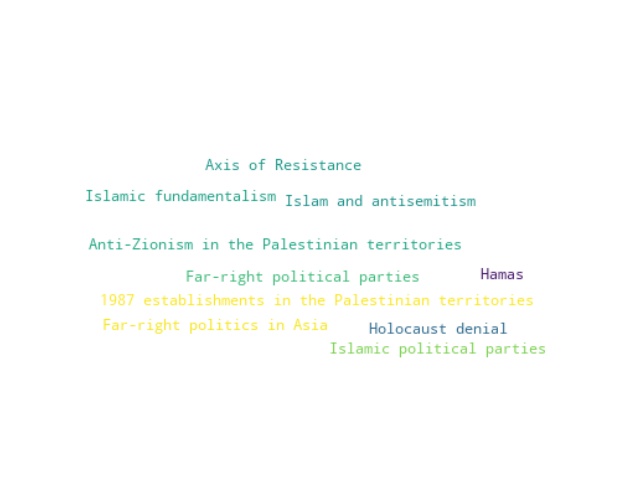 Axis of Resistance
Islamic fundamentalism
Islam and antisemitism
Anti-Zionism in the Palestinian territories
Far-right political parties
Hamas
1987 establishments in the Palestinian territories
Far-right politics in Asia
Holocaust denial
Islamic political parties